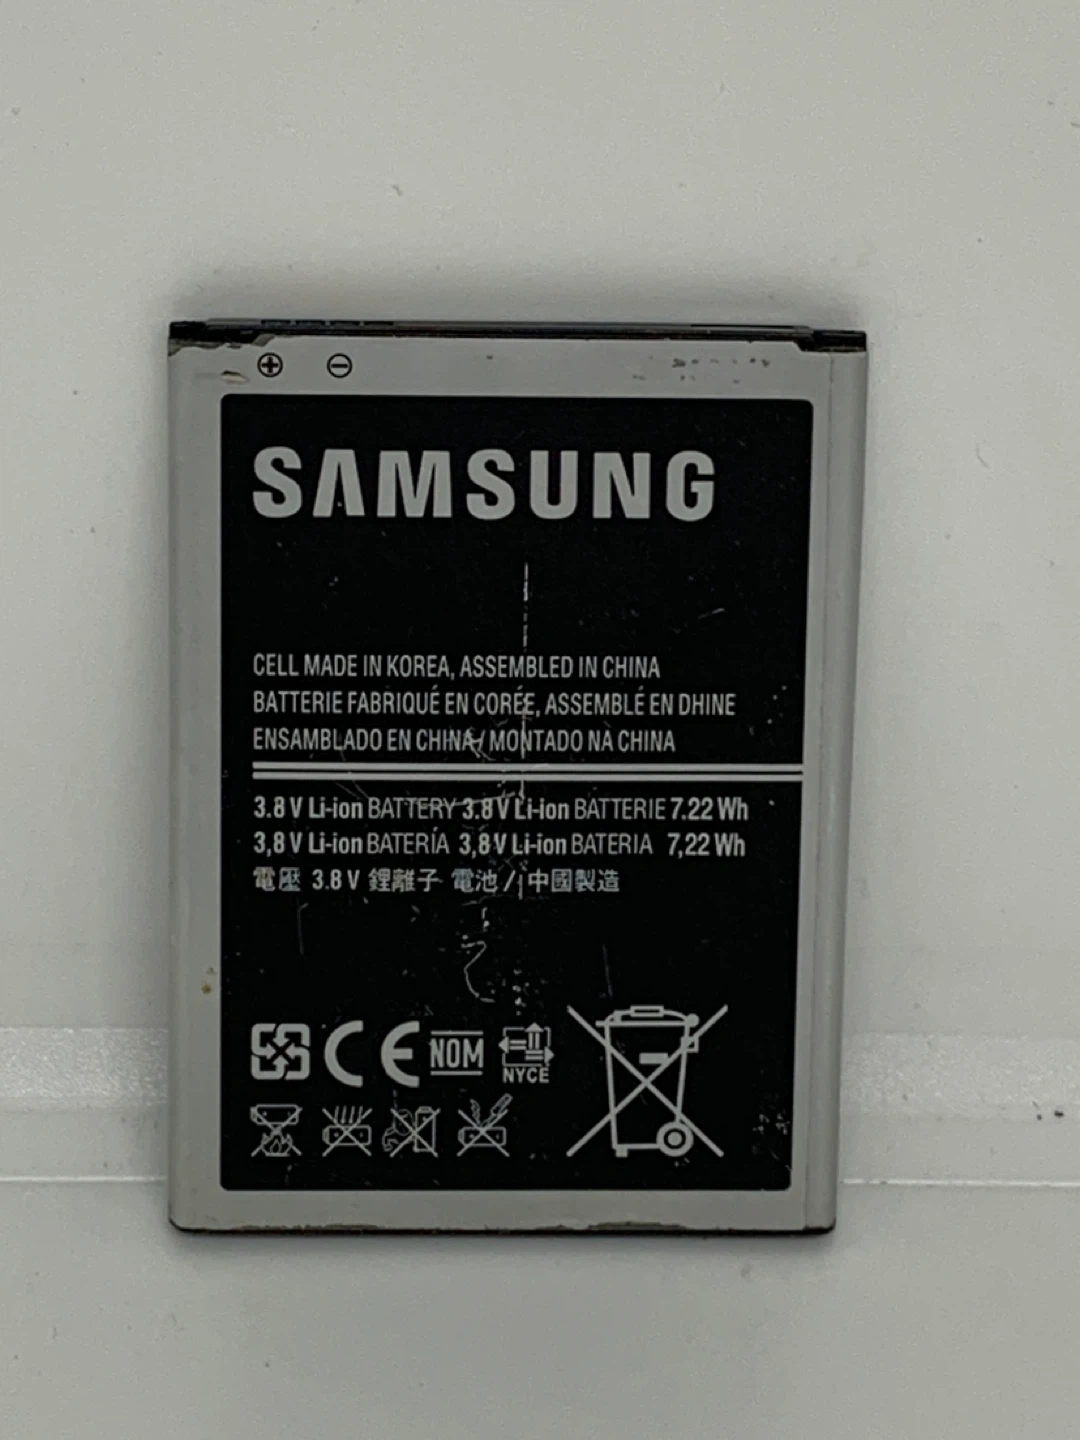 SAMSUNG
CELL MADE IN KOREA, ASSEMBLED IN CHINA
BATTERIE FABRIQUÉ EN CORÉE, ASSEMBLÉ EN DHINE
ENSAMBLADO EN CHINA / MONTADO NA CHINA
3.8 V Li-ion BATTERY 3.8 V Li-ion BATTERIE 7.22 Wh
3,8 V Li-ion BATERÍA 3,8 V Li-ion BATERIA 7,22 Wh
電壓 3.8 V 鋰離子 電池 / 中國製造
CE NOM
NYCE